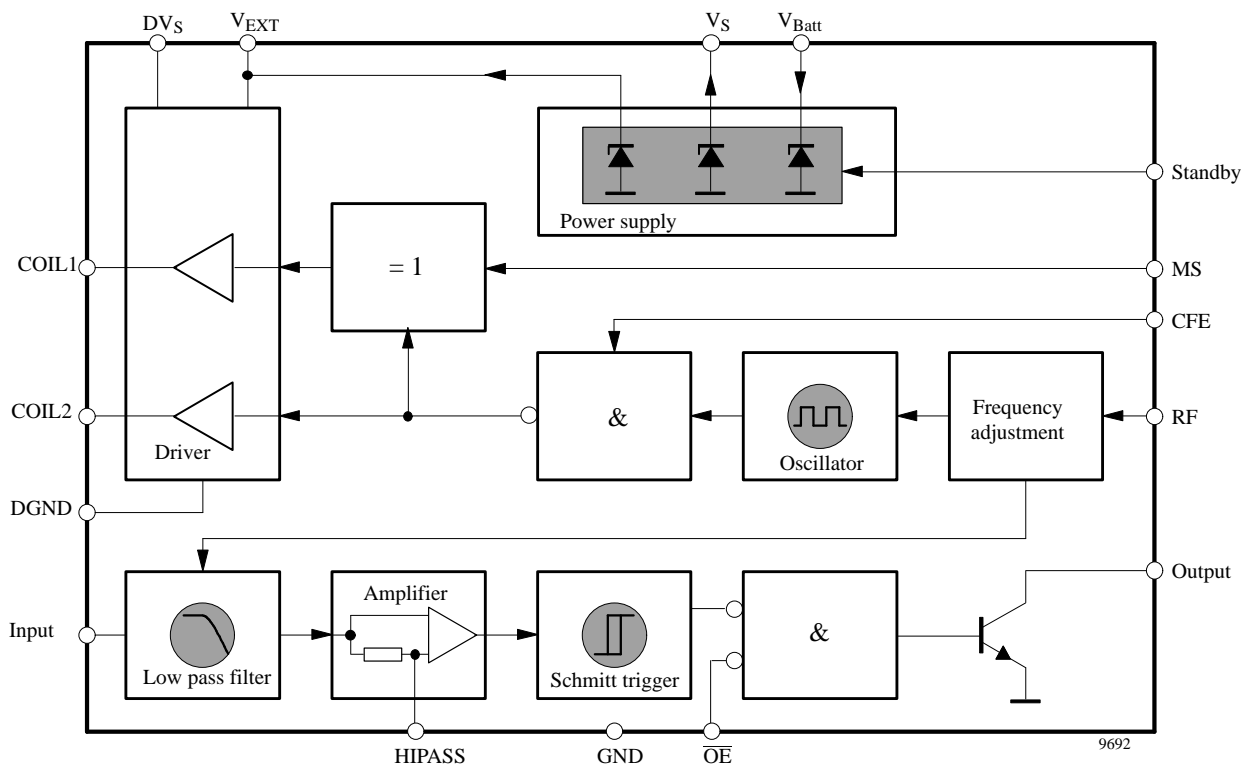 DVS VEXT VS VBatt
Standby
Power supply
COIL1
= 1
MS
CFE
COIL2
Driver
&
Oscillator
Frequency
adjustment
RF
DGND
Output
Input
Low pass filter
Amplifier
Schmitt trigger
&
HIPASS
GND
OE
9692